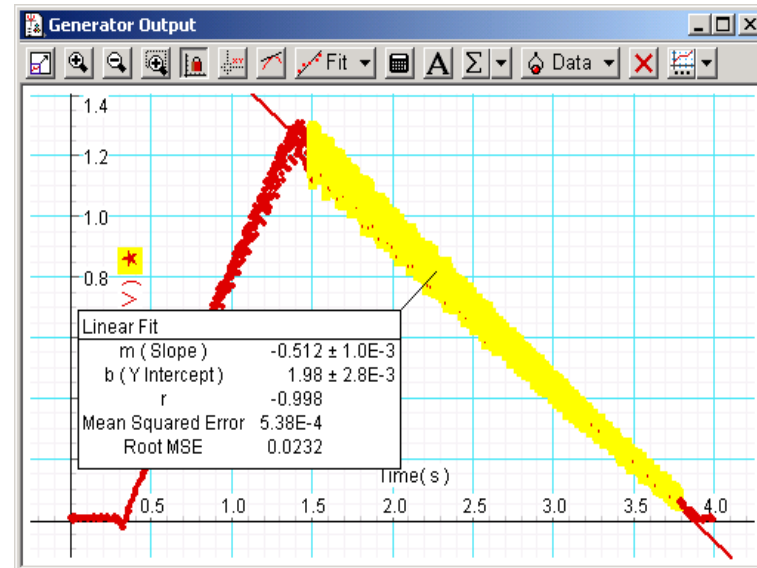 Generator Output
Fit A Σ Data
1.4
1.2
1.0
0.8
V)
Linear Fit
m ( Slope ) -0.512 ± 1.0E-3
b ( Y Intercept ) 1.98 ± 2.8E-3
r -0.998
Mean Squared Error 5.38E-4
Root MSE 0.0232
Time( s )
0.5 1.0 1.5 2.0 2.5 3.0 3.5 4.0